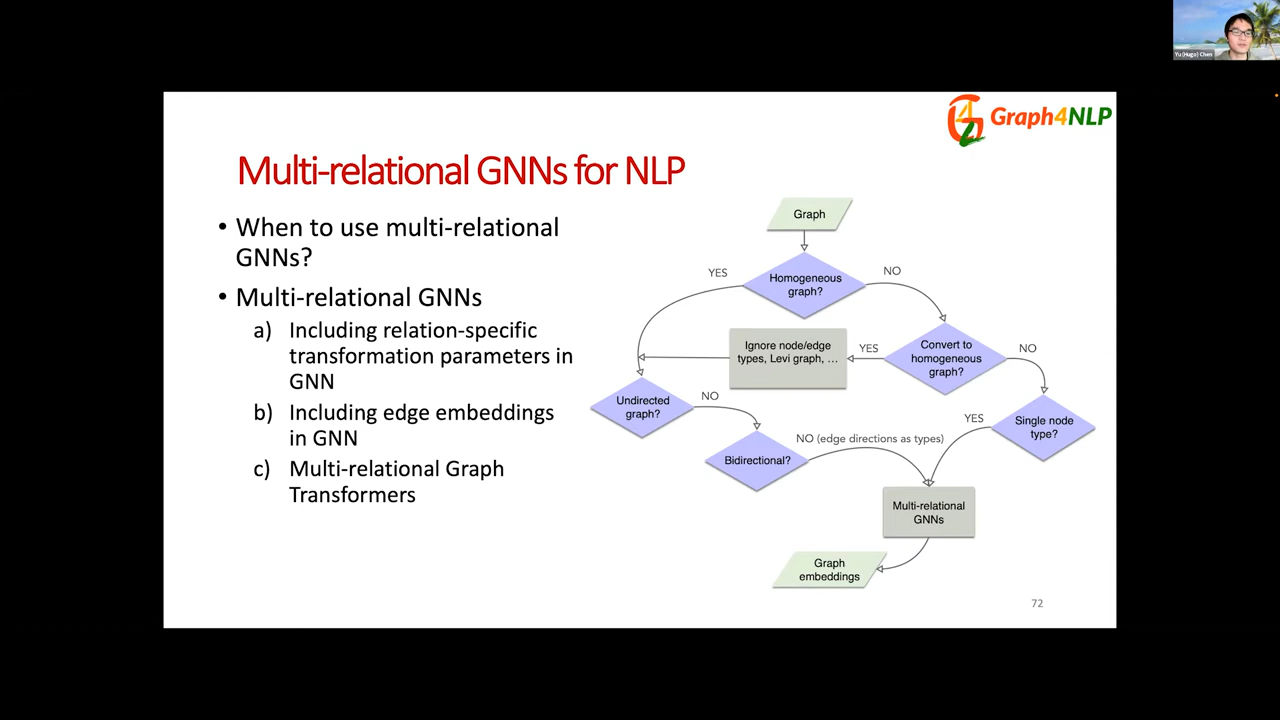 Yu (Hugo) Chen
Graph4NLP
Multi-relational GNNs for NLP
• When to use multi-relational
GNNs?
• Multi-relational GNNs
a) Including relation-specific
transformation parameters in
GNN
b) Including edge embeddings
in GNN
c) Multi-relational Graph
Transformers
Graph
YES
Homogeneous
graph?
NO
Ignore node/edge
types, Levi graph, ...
YES
Convert to
homogeneous
graph?
NO
Undirected
graph?
NO
Bidirectional?
NO (edge directions as types)
YES
Single node
type?
Multi-relational
GNNs
Graph
embeddings
72